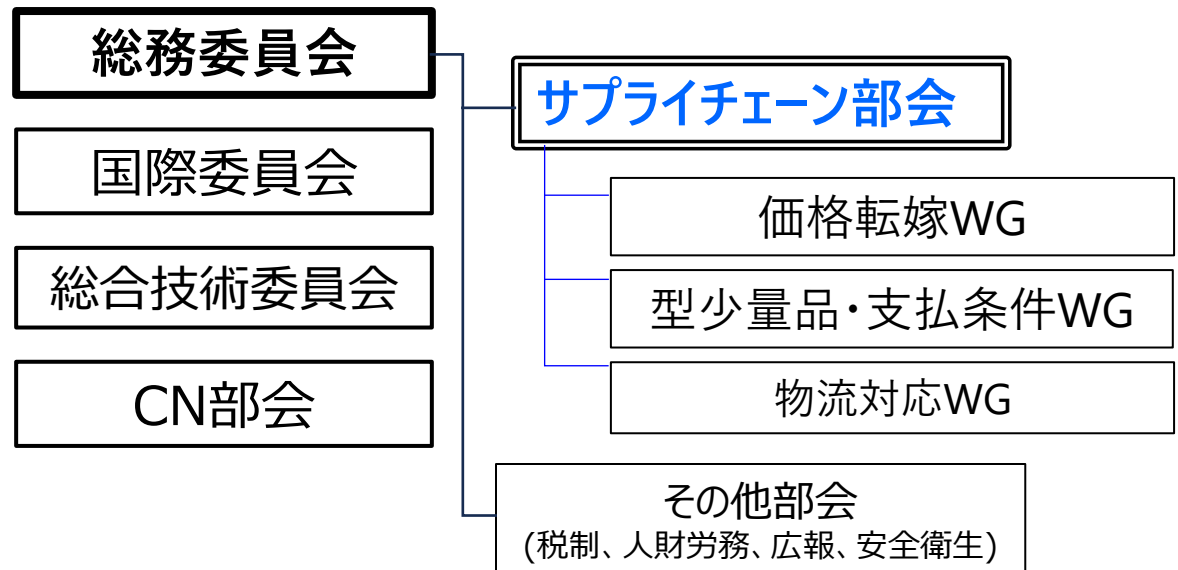 総務委員会
国際委員会
総合技術委員会
CN部会
サプライチェーン部会
価格転嫁WG
型少量品・支払条件WG
物流対応WG
その他部会
(税制、人財労務、広報、安全衛生)